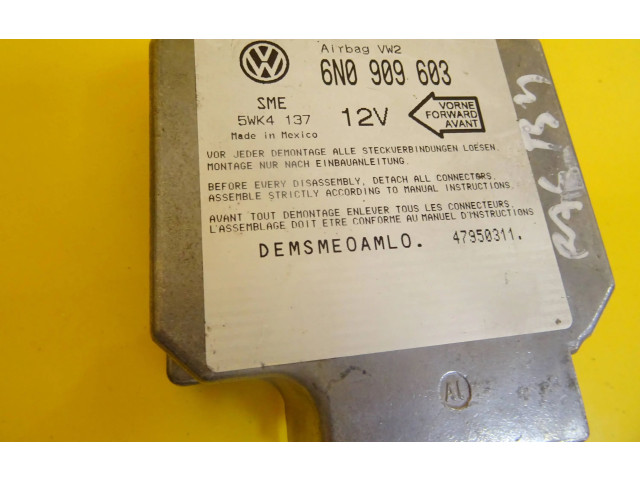 Airbag VW2
6N0 909 603
SME
5WK4 137
12V
VORNE
FORWARD
AVANT
Made in Mexico
VOR JEDER DEMONTAGE ALLE STECKVERBINDUNGEN LOESEN.
MONTAGE NUR NACH EINBAUANLEITUNG.
BEFORE EVERY DISASSEMBLY, DETACH ALL CONNECTORS.
ASSEMBLE STRICTLY ACCORDING TO MANUAL INSTRUCTIONS.
AVANT TOUT DEMONTAGE ENLEVER TOUS LES CONNECTEURS.
L'ASSEMBLAGE DOIT ETRE CONFORME AU MANUEL D'INSTRUCTIONS
DEMSMEOAMLO. 47950311.
Al